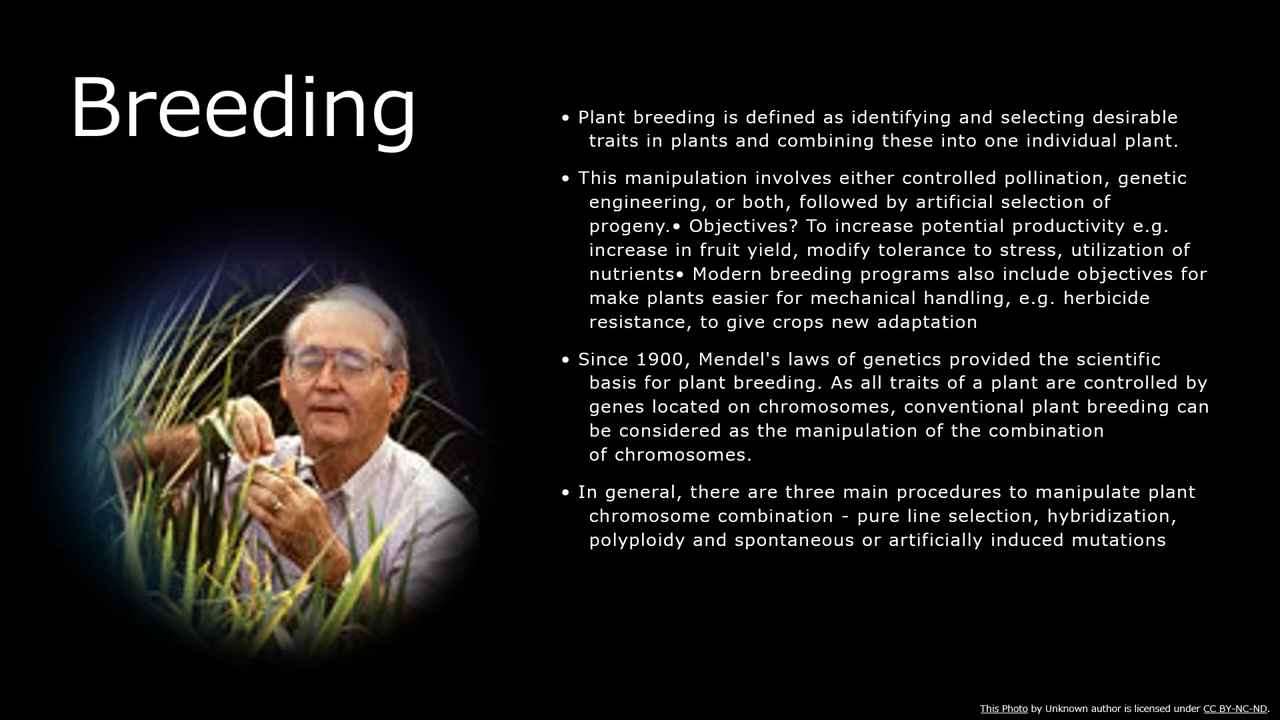 Breeding
• Plant breeding is defined as identifying and selecting desirable
traits in plants and combining these into one individual plant.
• This manipulation involves either controlled pollination, genetic
engineering, or both, followed by artificial selection of
progeny.• Objectives? To increase potential productivity e.g.
increase in fruit yield, modify tolerance to stress, utilization of
nutrients• Modern breeding programs also include objectives for
make plants easier for mechanical handling, e.g. herbicide
resistance, to give crops new adaptation
• Since 1900, Mendel's laws of genetics provided the scientific
basis for plant breeding. As all traits of a plant are controlled by
genes located on chromosomes, conventional plant breeding can
be considered as the manipulation of the combination
of chromosomes.
• In general, there are three main procedures to manipulate plant
chromosome combination - pure line selection, hybridization,
polyploidy and spontaneous or artificially induced mutations
This Photo by Unknown author is licensed under CC BY-NC-ND.